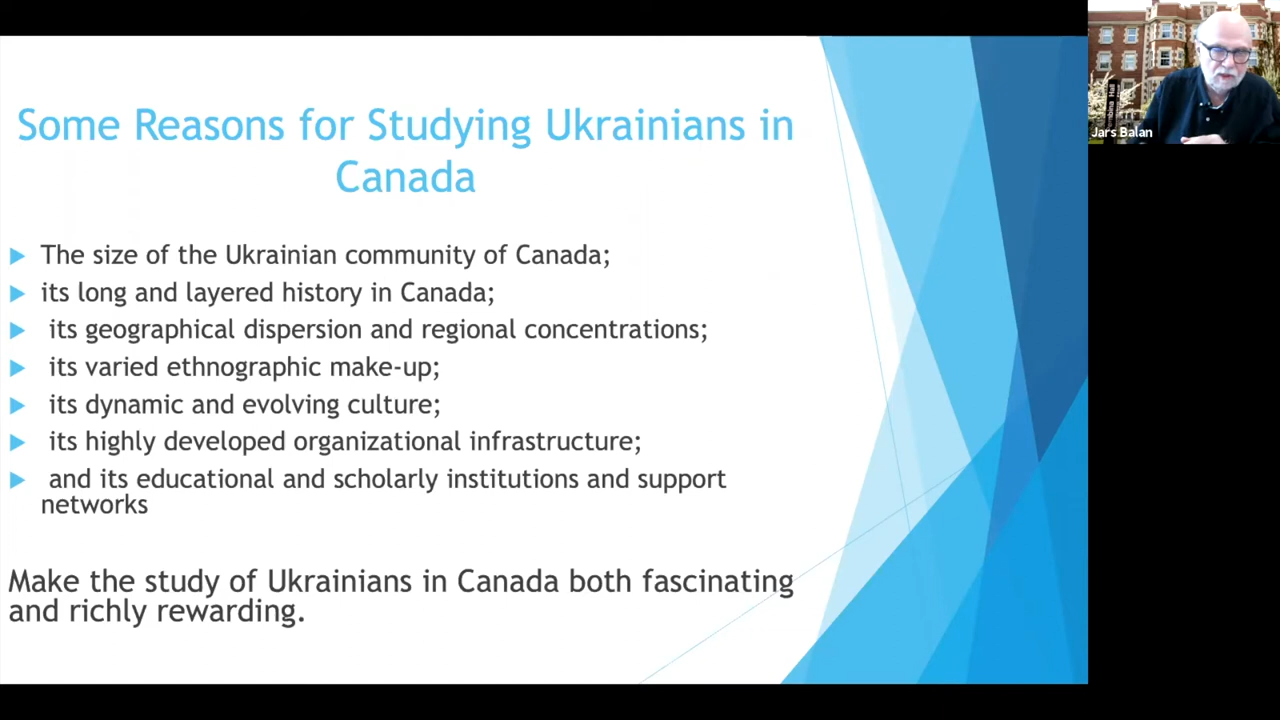 Some Reasons for Studying Ukrainians in
Canada
The size of the Ukrainian community of Canada;
its long and layered history in Canada;
its geographical dispersion and regional concentrations;
its varied ethnographic make-up;
its dynamic and evolving culture;
its highly developed organizational infrastructure;
and its educational and scholarly institutions and support
networks
Make the study of Ukrainians in Canada both fascinating
and richly rewarding.
Jars Balan